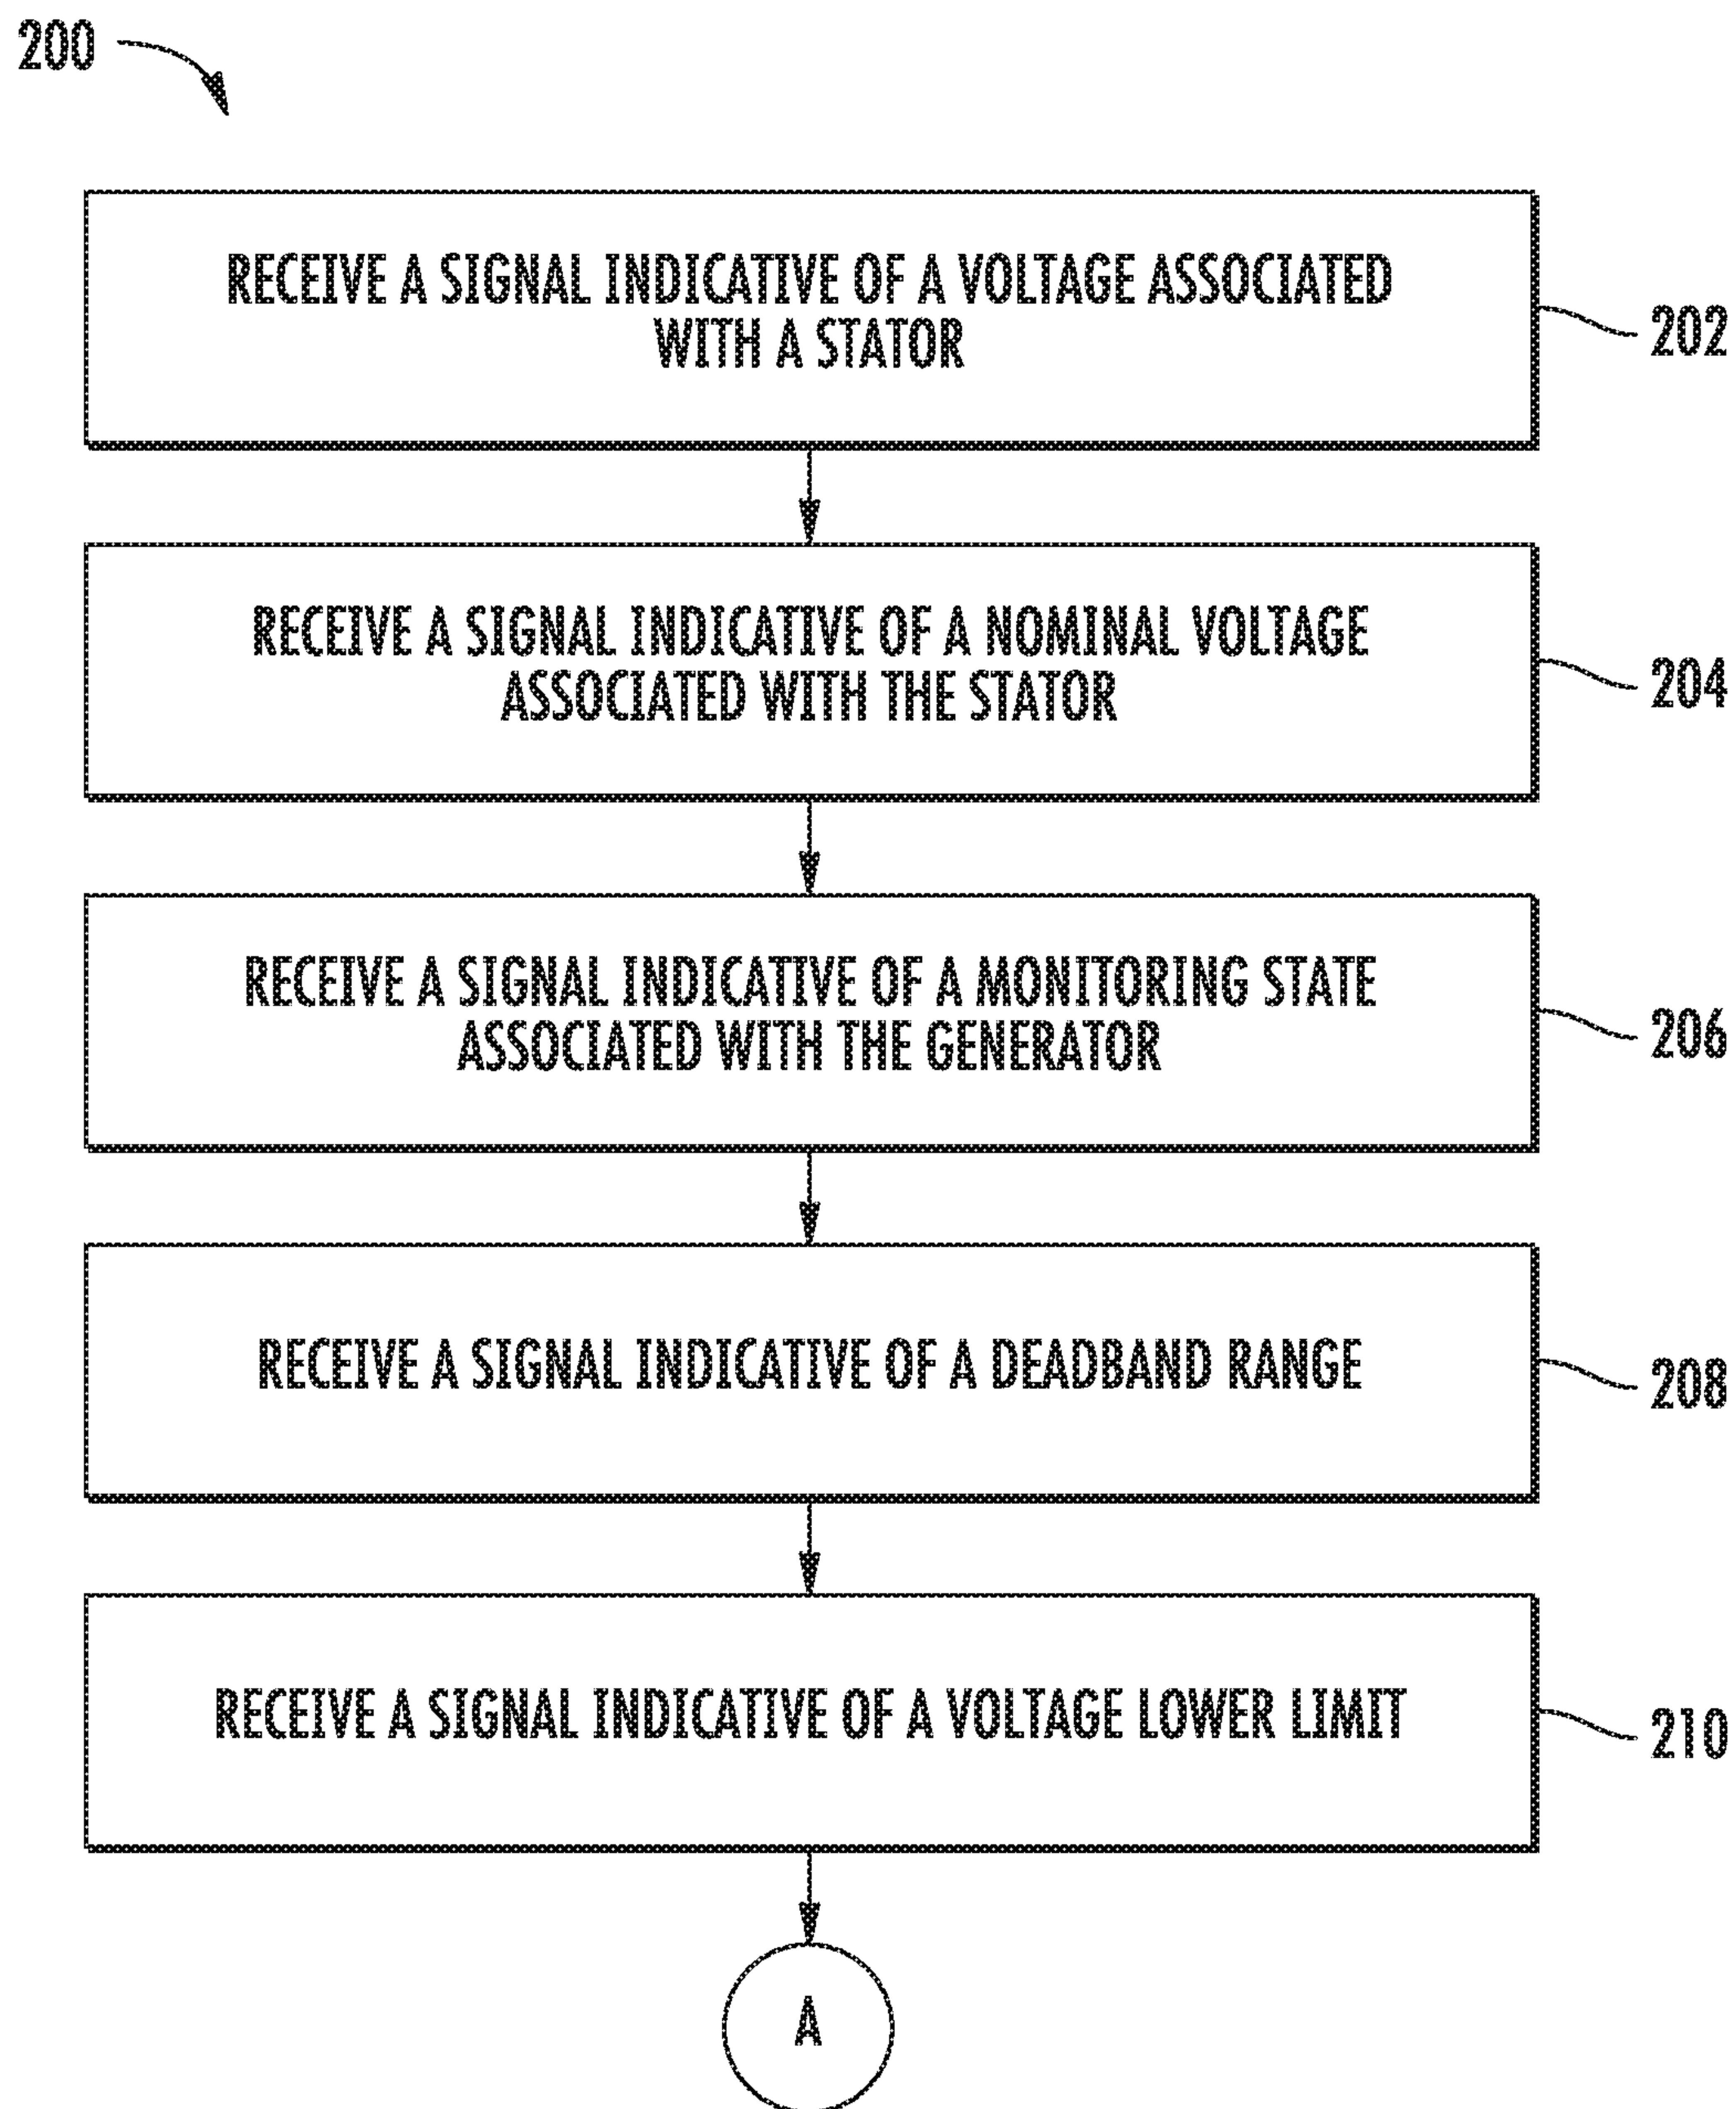 200
RECEIVE A SIGNAL INDICATIVE OF A VOLTAGE ASSOCIATED
WITH A STATOR
202
RECEIVE A SIGNAL INDICATIVE OF A NOMINAL VOLTAGE
ASSOCIATED WITH THE STATOR
204
RECEIVE A SIGNAL INDICATIVE OF A MONITORING STATE
ASSOCIATED WITH THE GENERATOR
206
RECEIVE A SIGNAL INDICATIVE OF A DEADBAND RANGE
208
RECEIVE A SIGNAL INDICATIVE OF A VOLTAGE LOWER LIMIT
210
A